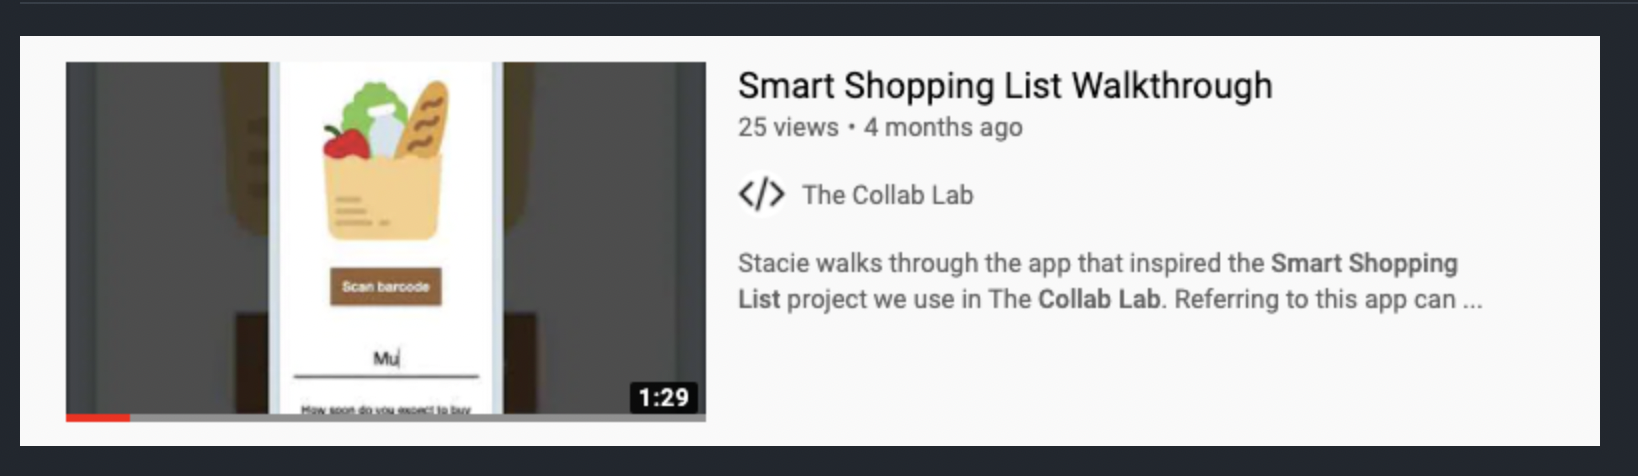 Scan barcode
Mu
How soon do you expect to buy
1:29
Smart Shopping List Walkthrough
25 views • 4 months ago
</> The Collab Lab
Stacie walks through the app that inspired the Smart Shopping
List project we use in The Collab Lab. Referring to this app can ...